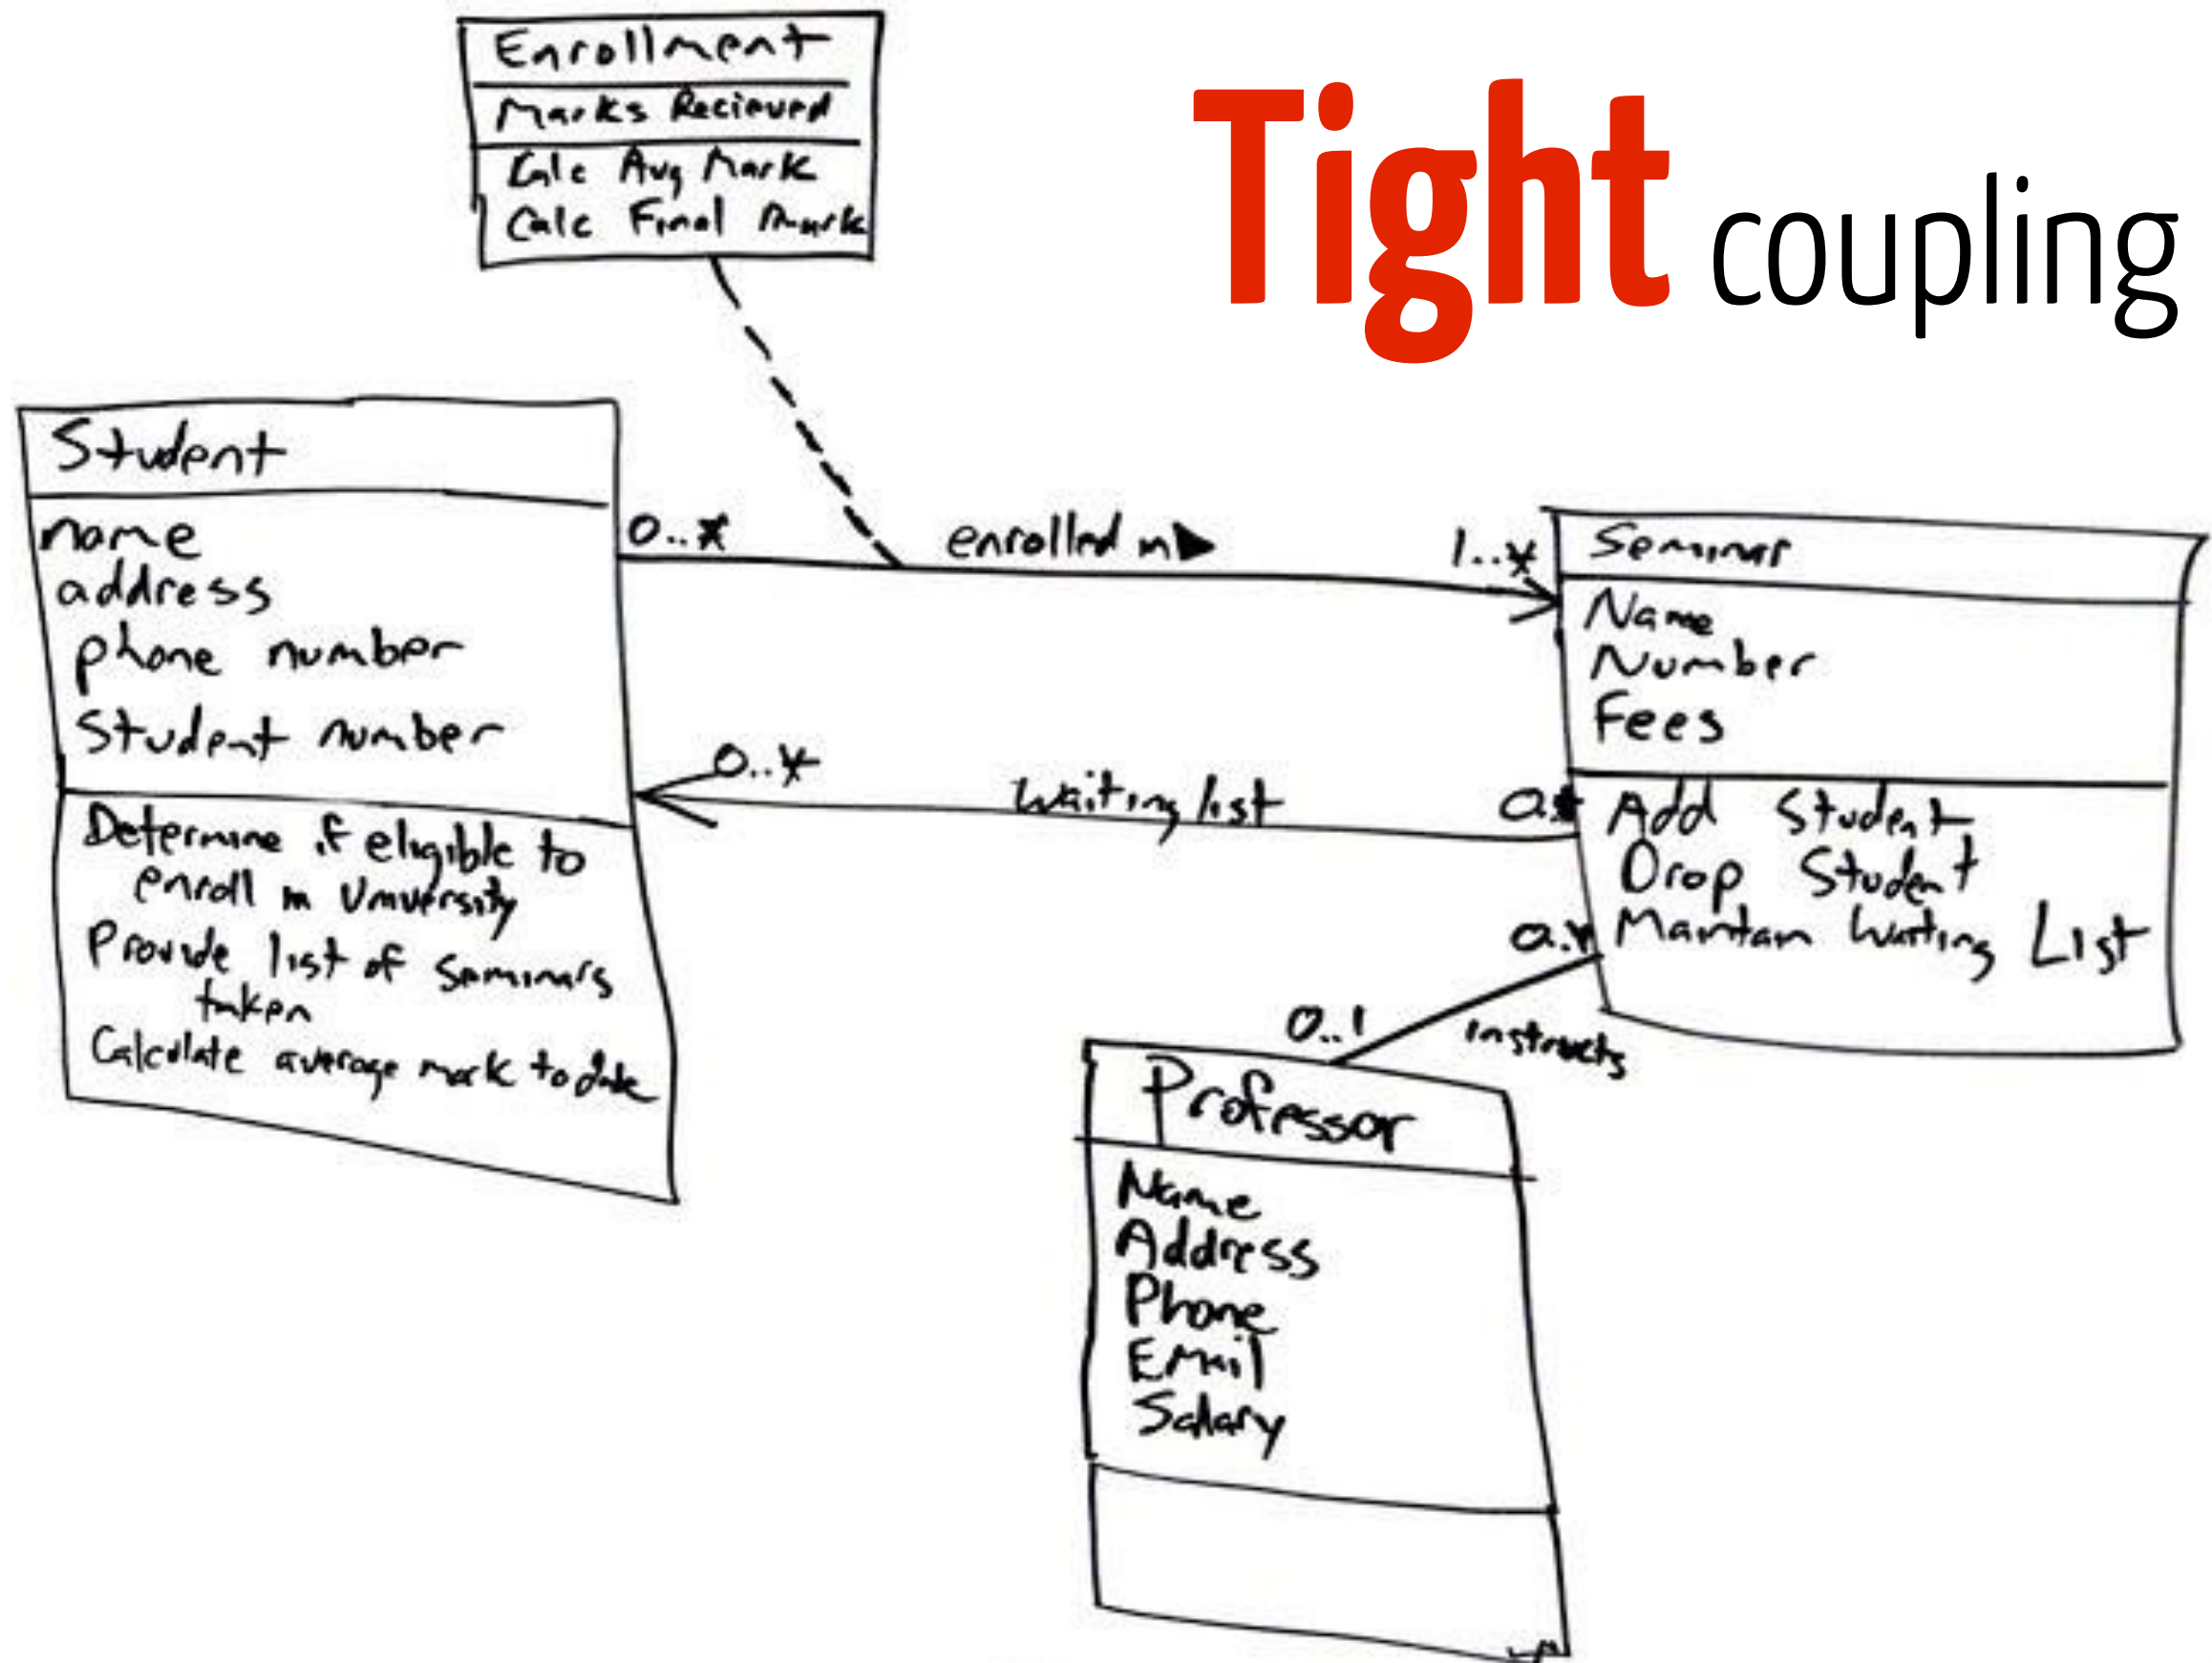 Enrollment
Marks Recieved
Calc Avg Mark
Calc Final Mark
Tight coupling
Student
name
address
phone number
Student number
Determine if eligible to
enroll in University
Provide list of Seminars
taken
Calculate average mark to date
0..*
enrolled in
1..*
0..*
Waiting list
Seminar
Name
Number
Fees
Add Student
Drop Student
Maintain Waiting List
0..1
instructs
Professor
Name
Address
Phone
Email
Salary